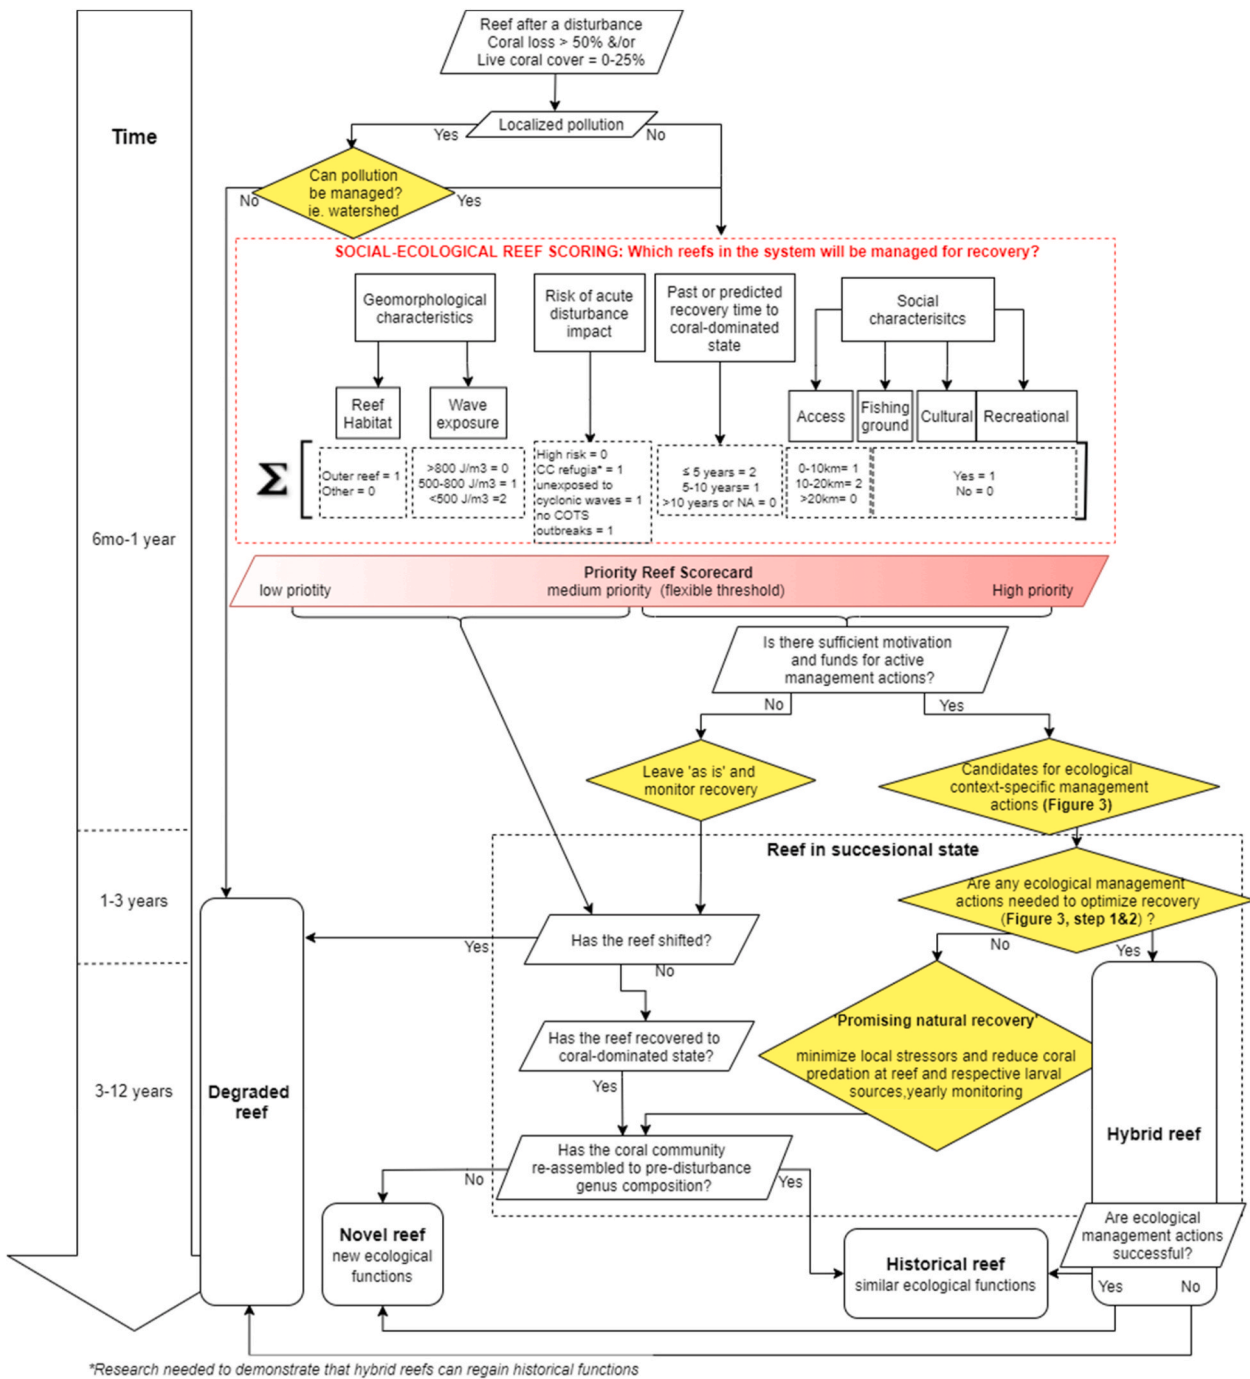 Reef after a disturbance
Coral loss > 50% &/or
Live coral cover = 0-25%
Time
Localized pollution
Yes
No
Can pollution
be managed?
ie. watershed
No
Yes
SOCIAL-ECOLOGICAL REEF SCORING: Which reefs in the system will be managed for recovery?
Geomorphological
characteristics
Risk of acute
disturbance
impact
Past or predicted
recovery time to
coral-dominated
state
Social
characterisitcs
Reef
Habitat
Wave
exposure
Access
Fishing
ground
Cultural
Recreational
Σ
Outer reef = 1
Other = 0
>800 J/m3 = 0
500-800 J/m3 = 1
<500 J/m3 =2
High risk = 0
CC refugia* = 1
unexposed to
cyclonic waves = 1
no COTS
outbreaks = 1
≤ 5 years = 2
5-10 years= 1
>10 years or NA = 0
0-10km= 1
10-20km= 2
>20km= 0
Yes = 1
No = 0
6mo-1 year
Priority Reef Scorecard
low priotity
medium priority (flexible threshold)
High priority
Is there sufficient motivation
and funds for active
management actions?
No
Yes
Leave 'as is' and
monitor recovery
Candidates for ecological
context-specific management
actions (Figure 3)
Reef in succesional state
1-3 years
Are any ecological management
actions needed to optimize recovery
(Figure 3, step 1&2) ?
Has the reef shifted?
Yes
No
No
Yes
'Promising natural recovery'
minimize local stressors and reduce coral
predation at reef and respective larval
sources,yearly monitoring
Has the reef recovered to
coral-dominated state?
Yes
3-12 years
Degraded
reef
Hybrid reef
Has the coral community
re-assembled to pre-disturbance
genus composition?
No
Yes
Novel reef
new ecological
functions
Historical reef
similar ecological functions
Are ecological
management actions
successful?
Yes
No
*Research needed to demonstrate that hybrid reefs can regain historical functions